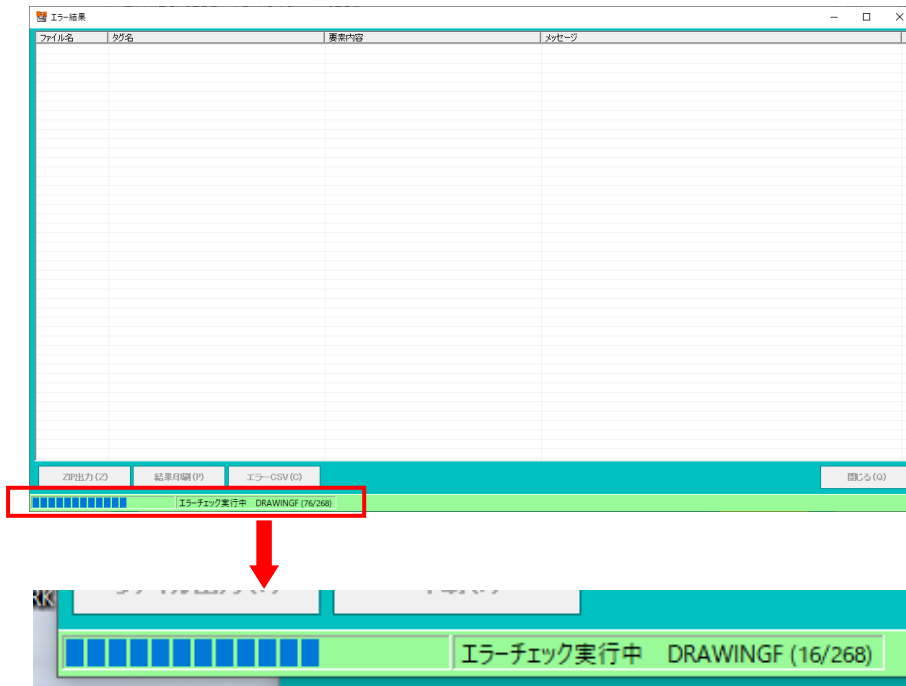 エラー結果
ファイル名 タグ名 要素内容 メッセージ
ZIP出力(Z) 結果印刷(P) エラーCSV(C) 閉じる(Q)
エラーチェック実行中 DRAWINGF (76/268)
エラーチェック実行中 DRAWINGF (16/268)